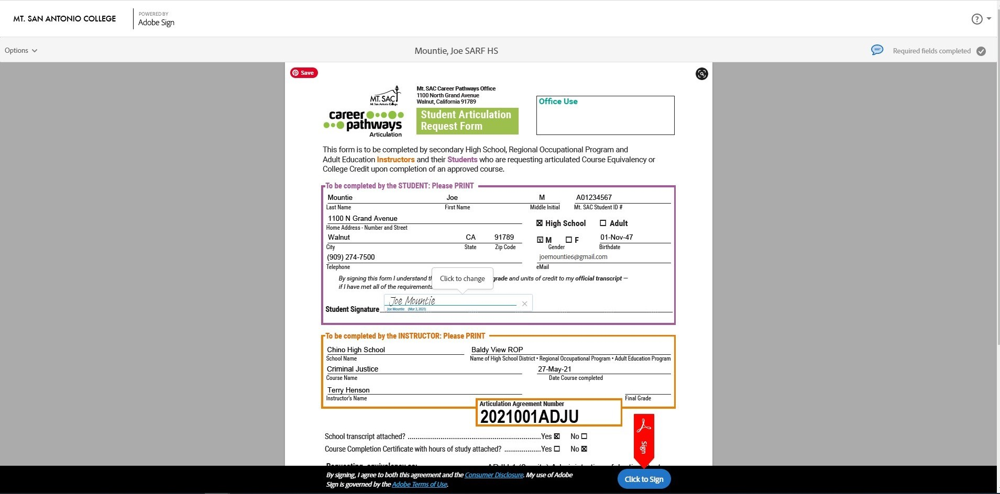 MT. SAN ANTONIO COLLEGE
POWERED BY
Adobe Sign
?
Options
Mountie, Joe SARF HS
Required fields completed
Save
MT. SAC
Mt. San Antonio College
career
pathways
Articulation
Mt. SAC Career Pathways Office
1100 North Grand Avenue
Walnut, California 91789
Student Articulation
Request Form
Office Use
This form is to be completed by secondary High School, Regional Occupational Program and
Adult Education Instructors and their Students who are requesting articulated Course Equivalency or
College Credit upon completion of an approved course.
To be completed by the STUDENT: Please PRINT
Mountie Joe M A01234567
Last Name First Name Middle Initial Mt. SAC Student ID #
1100 N Grand Avenue
Home Address - Number and Street
High School Adult
Walnut CA 91789
City State Zip Code
M F 01-Nov-47
Gender Birthdate
(909) 274-7500 joemountie6@gmail.com
Telephone eMail
By signing this form I understand grade and units of credit to my official transcript —
if I have met all of the requirements
Click to change
Joe Mountie
Student Signature
Joe Mountie (Mar 3, 2021)
To be completed by the INSTRUCTOR: Please PRINT
Chino High School Baldy View ROP
School Name Name of High School District • Regional Occupational Program • Adult Education Program
Criminal Justice 27-May-21
Course Name Date Course completed
Terry Henson
Instructor's Name Final Grade
Articulation Agreement Number
2021001ADJU
School transcript attached? Yes No
Course Completion Certificate with hours of study attached? Yes No
Sign
By signing, I agree to both this agreement and the Consumer Disclosure. My use of Adobe
Sign is governed by the Adobe Terms of Use.
Click to Sign